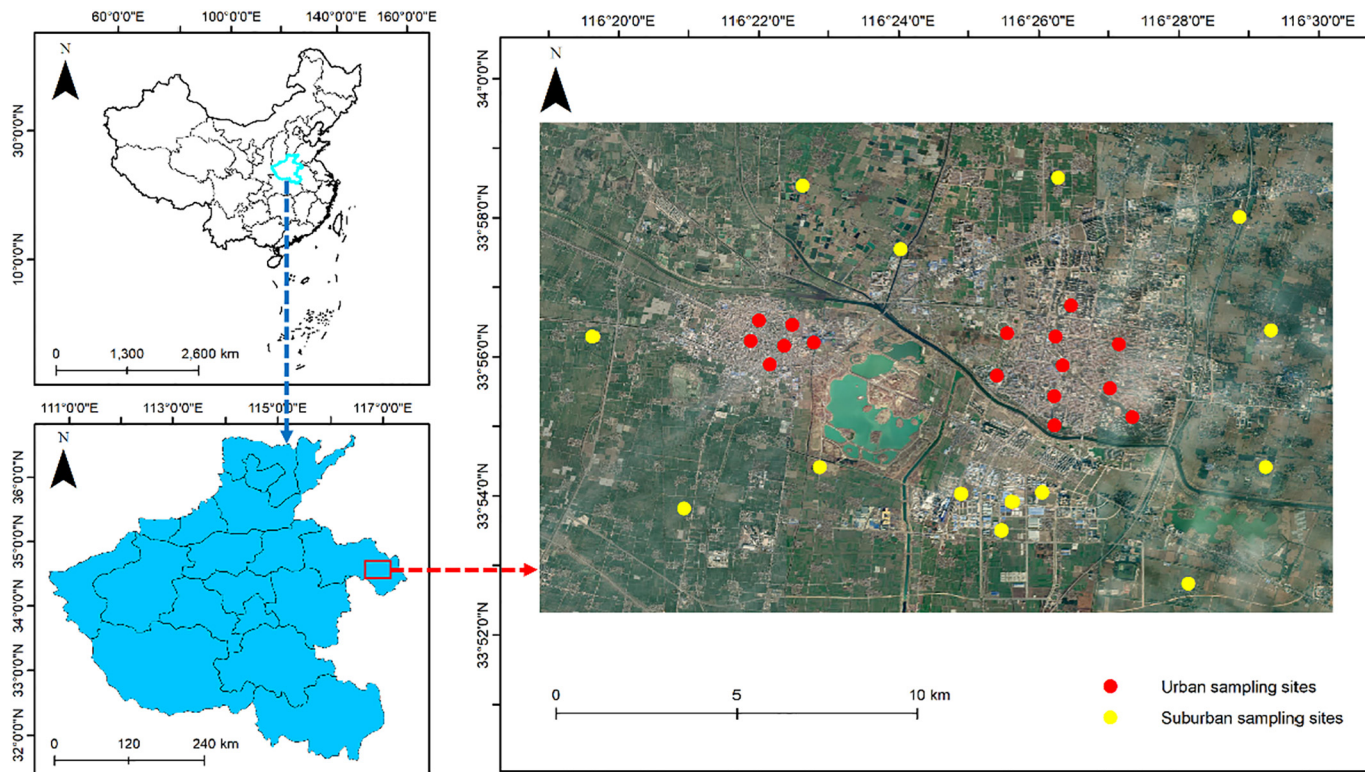 60°0'0"E 100°0'0"E 140°0'0"E 160°0'0"E
N
30°0'0"N
10°0'0"N
0 1,300 2,600 km
111°0'0"E 113°0'0"E 115°0'0"E 117°0'0"E
N
36°0'0"N
35°0'0"N
34°0'0"N
33°0'0"N
32°0'0"N
0 120 240 km
116°20'0"E 116°22'0"E 116°24'0"E 116°26'0"E 116°28'0"E 116°30'0"E
N
34°0'0"N
33°58'0"N
33°56'0"N
33°54'0"N
33°52'0"N
0 5 10 km
Urban sampling sites
Suburban sampling sites